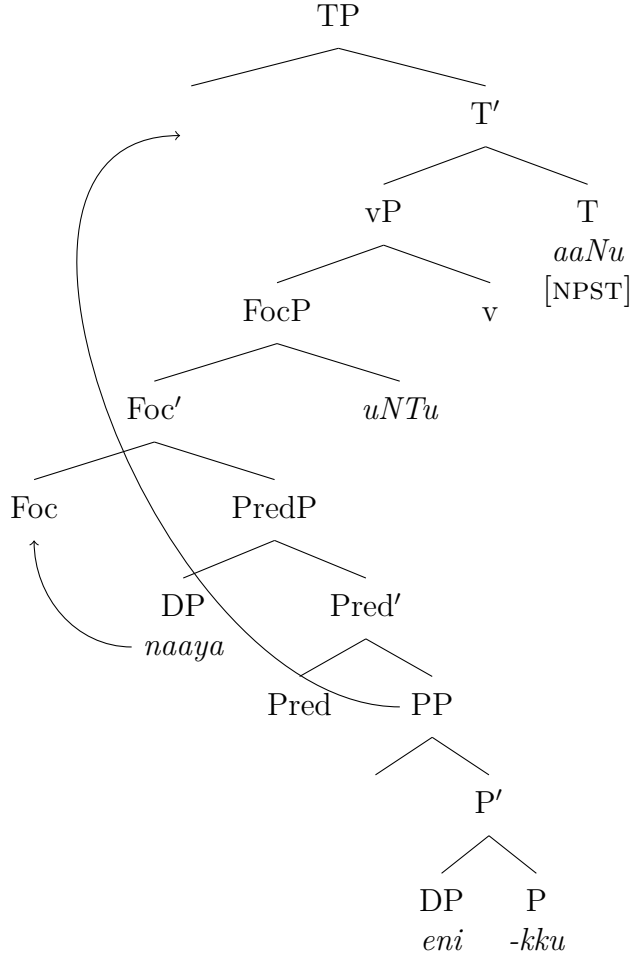 TP
T′
vP T
aaNu
[NPST]
FocP v
Foc′ uNTu
Foc PredP
DP Pred′
naaya
Pred PP
P′
DP P
eni -kku